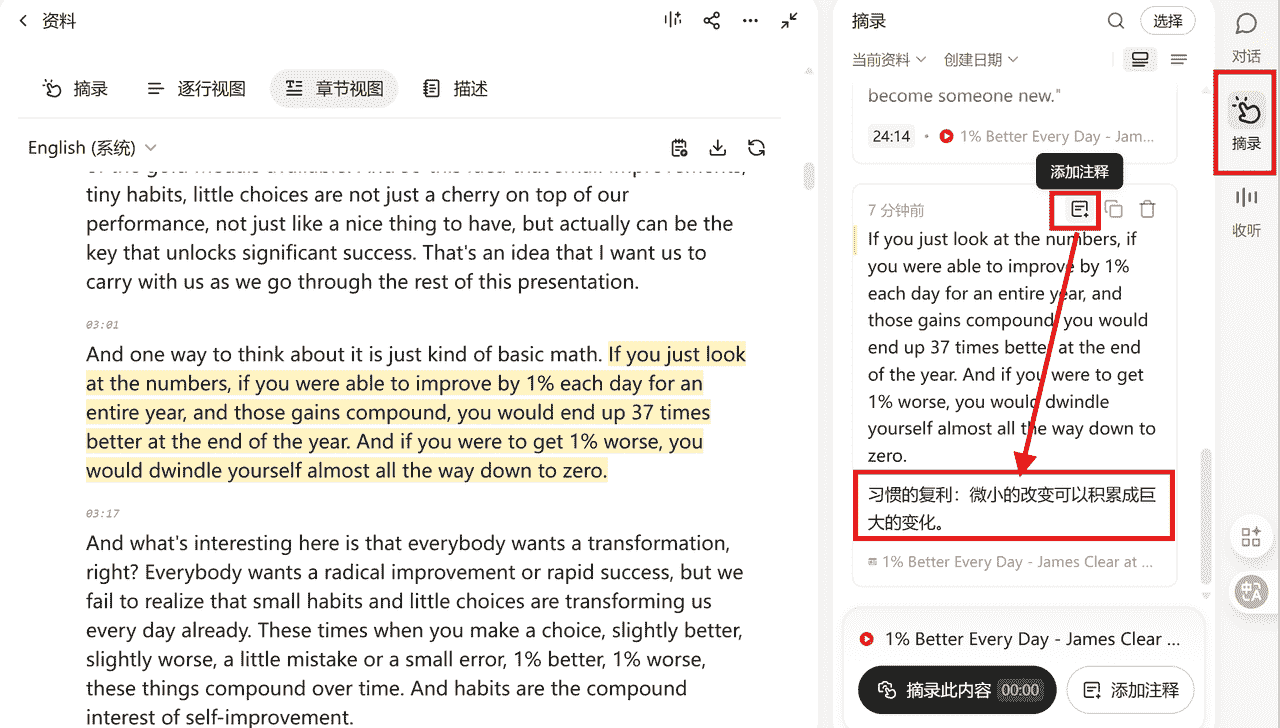 资料
摘录
逐行视图
章节视图
描述
English (系统)
tiny habits, little choices are not just a cherry on top of our
performance, not just like a nice thing to have, but actually can be the
key that unlocks significant success. That's an idea that I want us to
carry with us as we go through the rest of this presentation.
03:01
And one way to think about it is just kind of basic math. If you just look
at the numbers, if you were able to improve by 1% each day for an
entire year, and those gains compound, you would end up 37 times
better at the end of the year. And if you were to get 1% worse, you
would dwindle yourself almost all the way down to zero.
03:17
And what's interesting here is that everybody wants a transformation,
right? Everybody wants a radical improvement or rapid success, but we
fail to realize that small habits and little choices are transforming us
every day already. These times when you make a choice, slightly better,
slightly worse, a little mistake or a small error, 1% better, 1% worse,
these things compound over time. And habits are the compound
interest of self-improvement.
摘录
选择
当前资料
创建日期
become someone new."
24:14 • 1% Better Every Day - Jam...
添加注释
7 分钟前
If you just look at the numbers, if
you were able to improve by 1%
each day for an entire year, and
those gains compound, you would
end up 37 times better at the end
of the year. And if you were to get
1% worse, you would dwindle
yourself almost all the way down to
zero.
习惯的复利：微小的改变可以积累成巨
大的变化。
1% Better Every Day - James Clear at ...
1% Better Every Day - James Clear ...
摘录此内容 00:00
添加注释
对话
摘录
收听